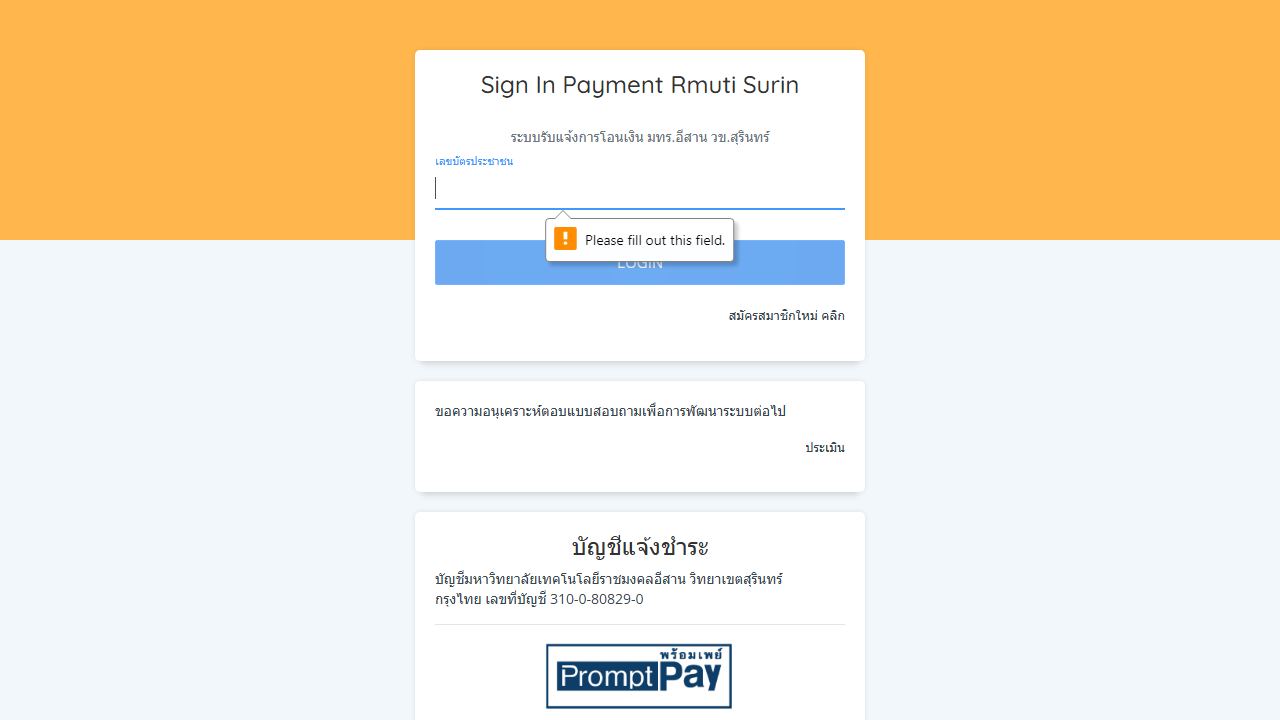 Sign In Payment Rmuti Surin
ระบบรับแจ้งการโอนเงิน มทร.อีสาน วข.สุรินทร์
เลขบัตรประชาชน
Please fill out this field.
LOGIN
สมัครสมาชิกใหม่ คลิก
ขอความอนุเคราะห์ตอบแบบสอบถามเพื่อการพัฒนาระบบต่อไป
ประเมิน
บัญชีแจ้งชำระ
บัญชีมหาวิทยาลัยเทคโนโลยีราชมงคลอีสาน วิทยาเขตสุรินทร์
กรุงไทย เลขที่บัญชี 310-0-80829-0
พร้อมเพย์
Prompt Pay